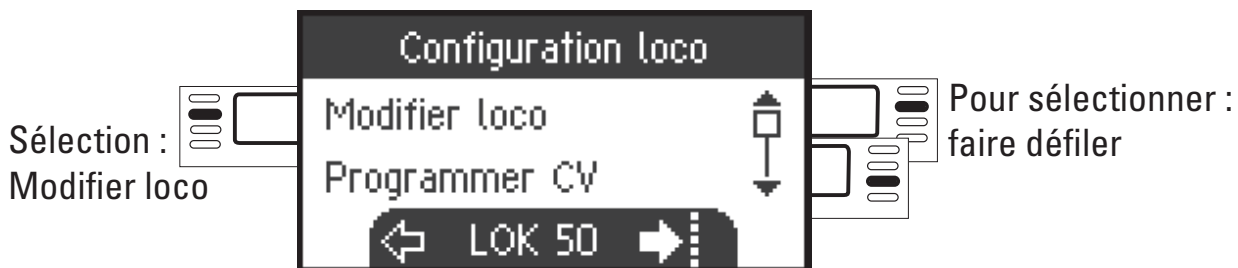 Configuration loco
Sélection :
Modifier loco
Modifier loco
Programmer CV
LOK 50
Pour sélectionner :
faire défiler